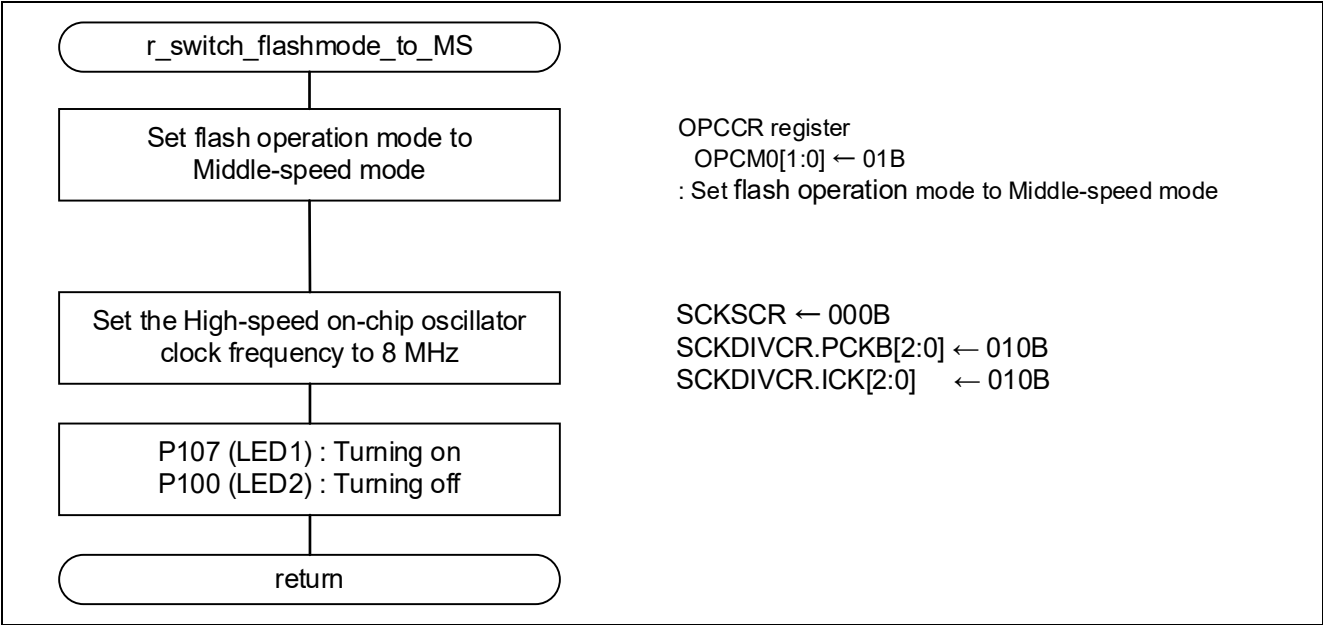 r_switch_flashmode_to_MS
Set flash operation mode to
Middle-speed mode
OPCCR register
OPCM0[1:0] ← 01B
: Set flash operation mode to Middle-speed mode
Set the High-speed on-chip oscillator
clock frequency to 8 MHz
SCKSCR ← 000B
SCKDIVCR.PCKB[2:0] ← 010B
SCKDIVCR.ICK[2:0] ← 010B
P107 (LED1) : Turning on
P100 (LED2) : Turning off
return